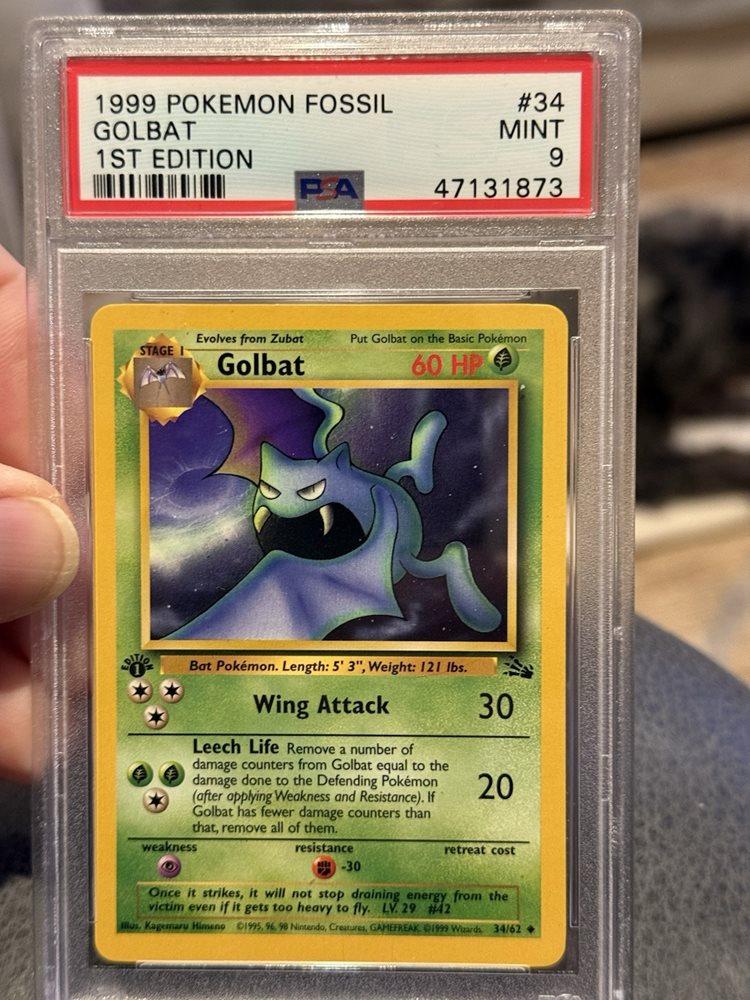 1999 POKEMON FOSSIL #34
GOLBAT MINT
1ST EDITION 9
PSA 47131873
Evolves from Zubat Put Golbat on the Basic Pokémon
STAGE 1 Golbat 60 HP
EDITION 1
Bat Pokémon. Length: 5' 3", Weight: 121 lbs.
Wing Attack 30
Leech Life Remove a number of
damage counters from Golbat equal to the
damage done to the Defending Pokémon
(after applying Weakness and Resistance). If
Golbat has fewer damage counters than
that, remove all of them.
20
weakness resistance retreat cost
-30
Once it strikes, it will not stop draining energy from the
victim even if it gets too heavy to fly. LV. 29 #42
Illus. Kagemaru Himeno ©1995, 96, 98 Nintendo, Creatures, GAMEFREAK. ©1999 Wizards. 34/62